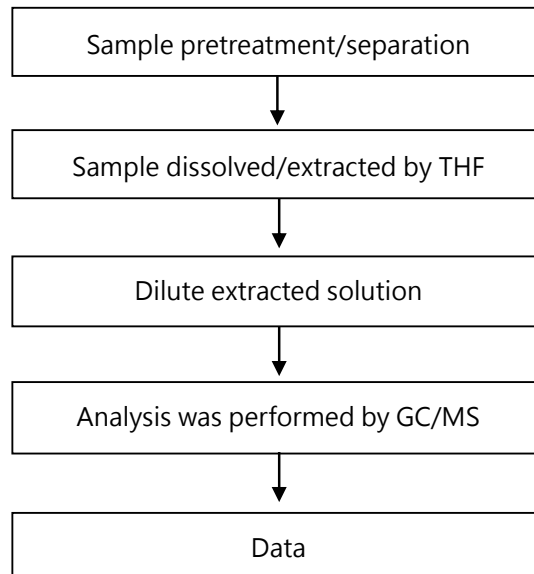 Sample pretreatment/separation
Sample dissolved/extracted by THF
Dilute extracted solution
Analysis was performed by GC/MS
Data